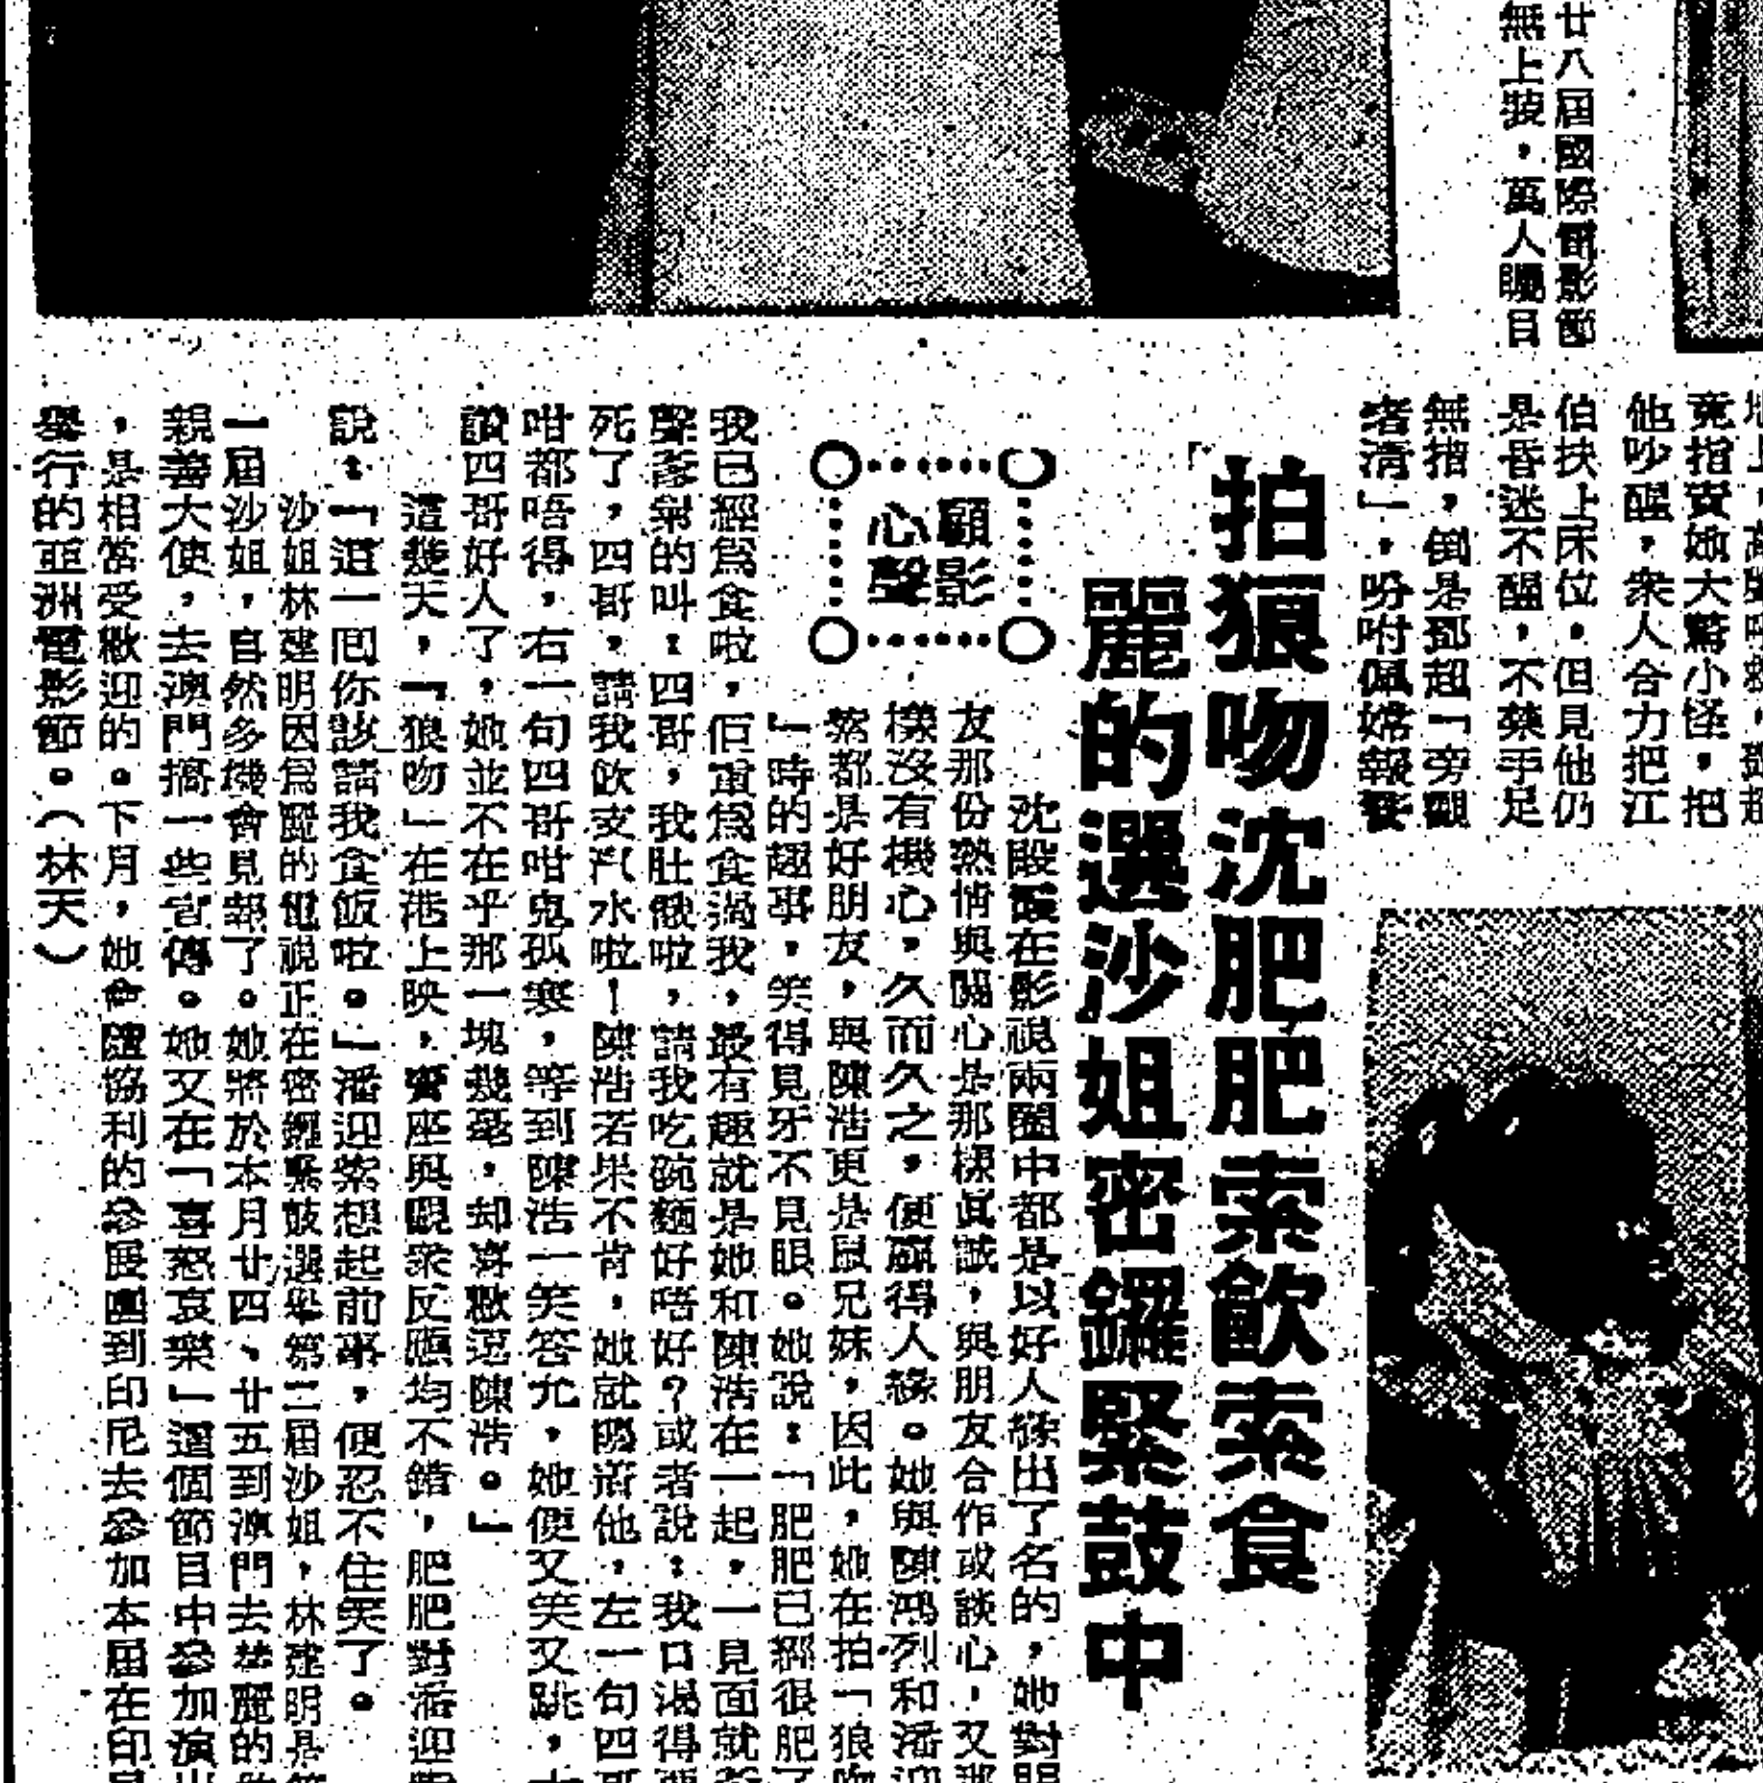 廿八屆國際電影節
無上裝，萬人矚目
竟指責她大驚小怪，把
他吵醒，衆人合力把江
伯扶上床位，但見他仍
是昏迷不醒，不藥手足
無措，倒是鄧超「旁觀
者清」，吩咐佩嫦報警
拍狼吻沈肥肥索飲索食
麗的選沙姐密鑼緊鼓中
顧影
心聲
沈殿霞在影視兩圈中都是以好人緣出了名的，她對朋
友那份熱情與關心是那樣眞誠，與朋友合作或談心，又那
樣沒有機心，久而久之，便贏得人緣。她與陳鴻烈和潘迎
紫都是好朋友，與陳浩更是鼠兄妹，因此，她在拍「狼吻
」時的趣事，笑得見牙不見眼。她說：「肥肥已經很肥了
我已經爲食啦，佢重爲食過我，最有趣就是她和陳浩在一起，一見面就
聲聲的叫：四哥，我肚餓啦，請我吃碗麵好唔好？或者說：我口渴得要
死了，四哥，請我飲支汽水啦！陳浩若果不肯，她就腍着他，左一句四哥
咁都唔得，右一句四哥咁鬼孤寒，等到陳浩一笑答允，她便又笑又跳，大
讚四哥好人了，她並不在乎那一塊幾毫，却喜歡逗陳浩。」
這幾天，「狼吻」在港上映，賣座與觀衆反應均不錯，肥肥對潘迎紫
說：「這一回你該請我食飯啦。」潘迎紫想起前事，便忍不住笑了。
沙姐林建明因爲麗的電視正在密鑼緊鼓選舉第二屆沙姐，林建明是第
一屆沙姐，自然多機會見報了。她將於本月廿四、廿五到澳門去替麗的做
親善大使，去澳門搞一些宣傳。她又在「喜怒哀樂」這個節目中參加演出
，是相當受歡迎的。下月，她會隨協利的參展團到印尼去參加本屆在印尼
舉行的亞洲電影節。（林天）